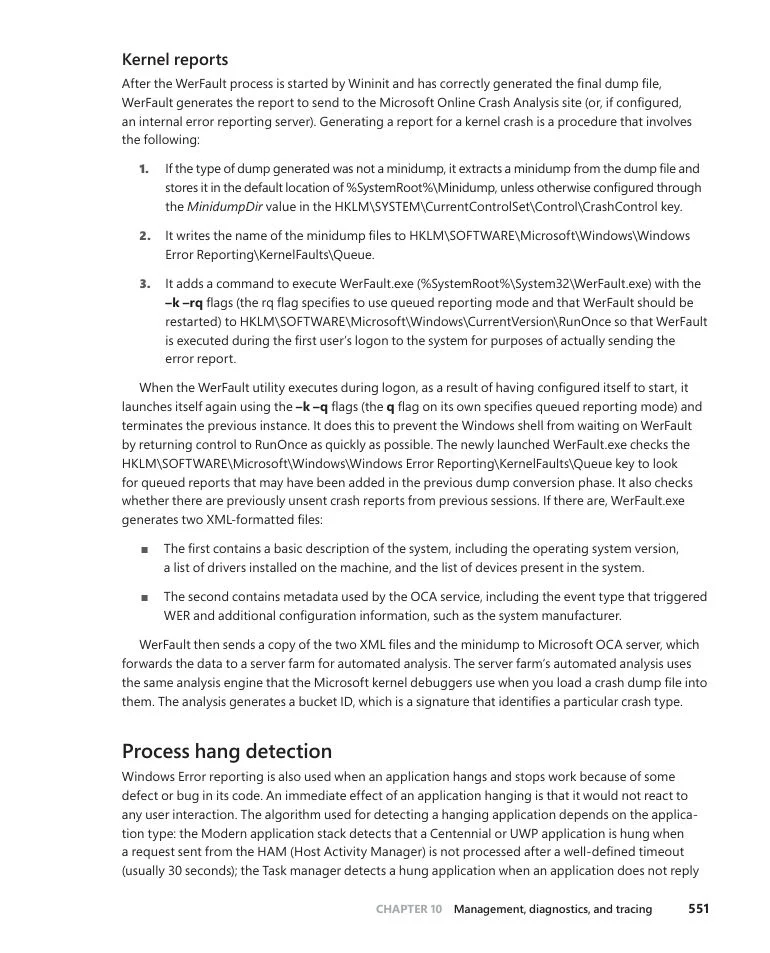 Kernel reports
After the WerFault process is started by Wininit and has correctly generated the final dump file,
WerFault generates the report to send to the Microsoft Online Crash Analysis site (or, if configured,
an internal error reporting server). Generating a report for a kernel crash is a procedure that involves
the following:
1. If the type of dump generated was not a minidump, it extracts a minidump from the dump file and
stores it in the default location of %SystemRoot%\Minidump, unless otherwise configured through
the MinidumpDir value in the HKLM\SYSTEM\CurrentControlSet\Control\CrashControl key.
2. It writes the name of the minidump files to HKLM\SOFTWARE\Microsoft\Windows\Windows
Error Reporting\KernelFaults\Queue.
3. It adds a command to execute WerFault.exe (%SystemRoot%\System32\WerFault.exe) with the
–k –rq flags (the rq flag specifies to use queued reporting mode and that WerFault should be
restarted) to HKLM\SOFTWARE\Microsoft\Windows\CurrentVersion\RunOnce so that WerFault
is executed during the first user's logon to the system for purposes of actually sending the
error report.
When the WerFault utility executes during logon, as a result of having configured itself to start, it
launches itself again using the –k –q flags (the q flag on its own specifies queued reporting mode) and
terminates the previous instance. It does this to prevent the Windows shell from waiting on WerFault
by returning control to RunOnce as quickly as possible. The newly launched WerFault.exe checks the
HKLM\SOFTWARE\Microsoft\Windows\Windows Error Reporting\KernelFaults\Queue key to look
for queued reports that may have been added in the previous dump conversion phase. It also checks
whether there are previously unsent crash reports from previous sessions. If there are, WerFault.exe
generates two XML-formatted files:
■ The first contains a basic description of the system, including the operating system version,
a list of drivers installed on the machine, and the list of devices present in the system.
■ The second contains metadata used by the OCA service, including the event type that triggered
WER and additional configuration information, such as the system manufacturer.
WerFault then sends a copy of the two XML files and the minidump to Microsoft OCA server, which
forwards the data to a server farm for automated analysis. The server farm's automated analysis uses
the same analysis engine that the Microsoft kernel debuggers use when you load a crash dump file into
them. The analysis generates a bucket ID, which is a signature that identifies a particular crash type.
Process hang detection
Windows Error reporting is also used when an application hangs and stops work because of some
defect or bug in its code. An immediate effect of an application hanging is that it would not react to
any user interaction. The algorithm used for detecting a hanging application depends on the applica-
tion type: the Modern application stack detects that a Centennial or UWP application is hung when
a request sent from the HAM (Host Activity Manager) is not processed after a well-defined timeout
(usually 30 seconds); the Task manager detects a hung application when an application does not reply
CHAPTER 10 Management, diagnostics, and tracing 551